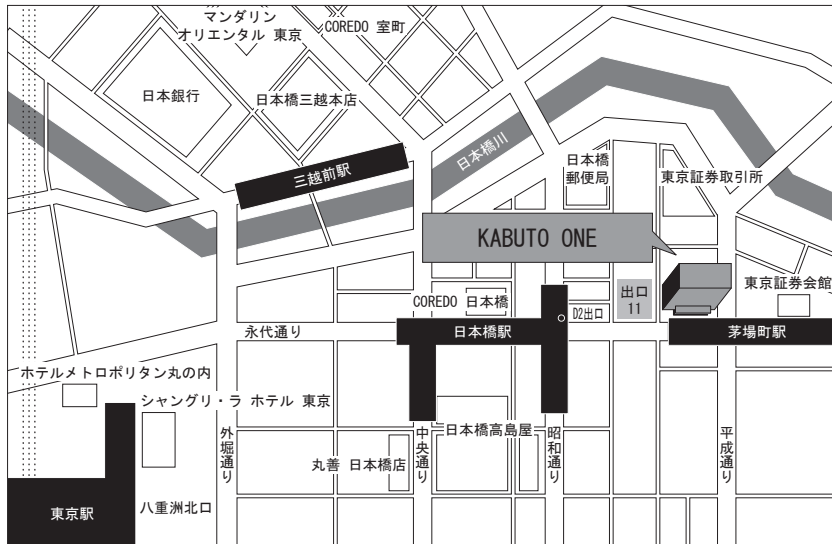 マンダリン
オリエンタル 東京
COREDO 室町
日本銀行
日本橋三越本店
三越前駅
日本橋川
日本橋
郵便局
東京証券取引所
KABUTO ONE
出口
11
東京証券会館
COREDO 日本橋
D2出口
永代通り
日本橋駅
茅場町駅
ホテルメトロポリタン丸の内
シャングリ・ラ ホテル 東京
外堀通り
丸善 日本橋店
中央通り
日本橋高島屋
昭和通り
平成通り
東京駅
八重洲北口